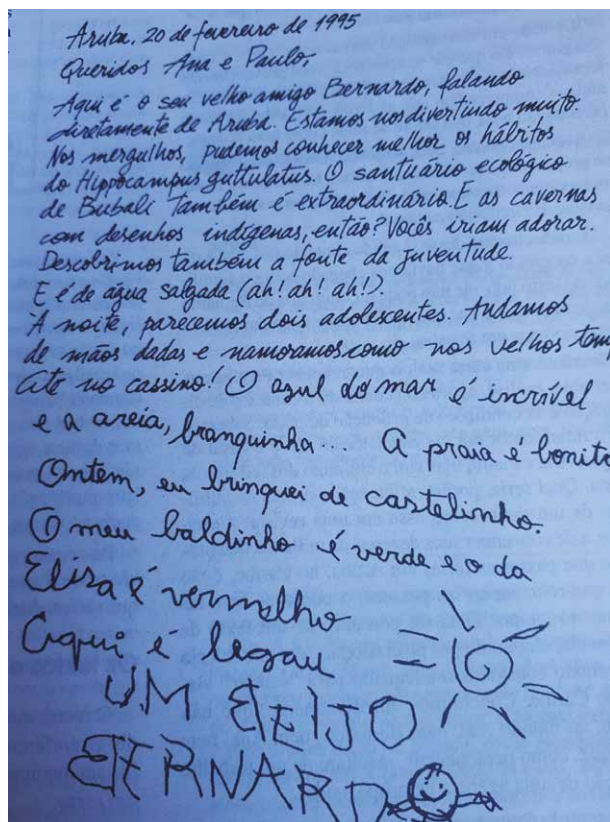 Aruba, 20 de fevereiro de 1995
Queridos Ana e Paulo,
Aqui é o seu velho amigo Bernardo, falando
diretamente de Aruba. Estamos nos divertindo muito.
Nos mergulhos, pudemos conhecer melhor os hábitos
do Hippocampus guttulatus. O santuário ecológico
de Bubali também é extraordinário. E as cavernas
com desenhos indígenas, então? Vocês iriam adorar.
Descobrimos também a fonte da juventude.
E é de água salgada (ah! ah! ah!).
À noite, parecemos dois adolescentes. Andamos
de mãos dadas e namoramos como nos velhos temp
Até no cassino! O azul do mar é incrível
e a areia, branquinha... A praia é bonita
Ontem, eu brinquei de castelinho.
O meu baldinho é verde e o da
Elisa é vermelho
Aqui é legau
UM BEIJO
BERNARDO